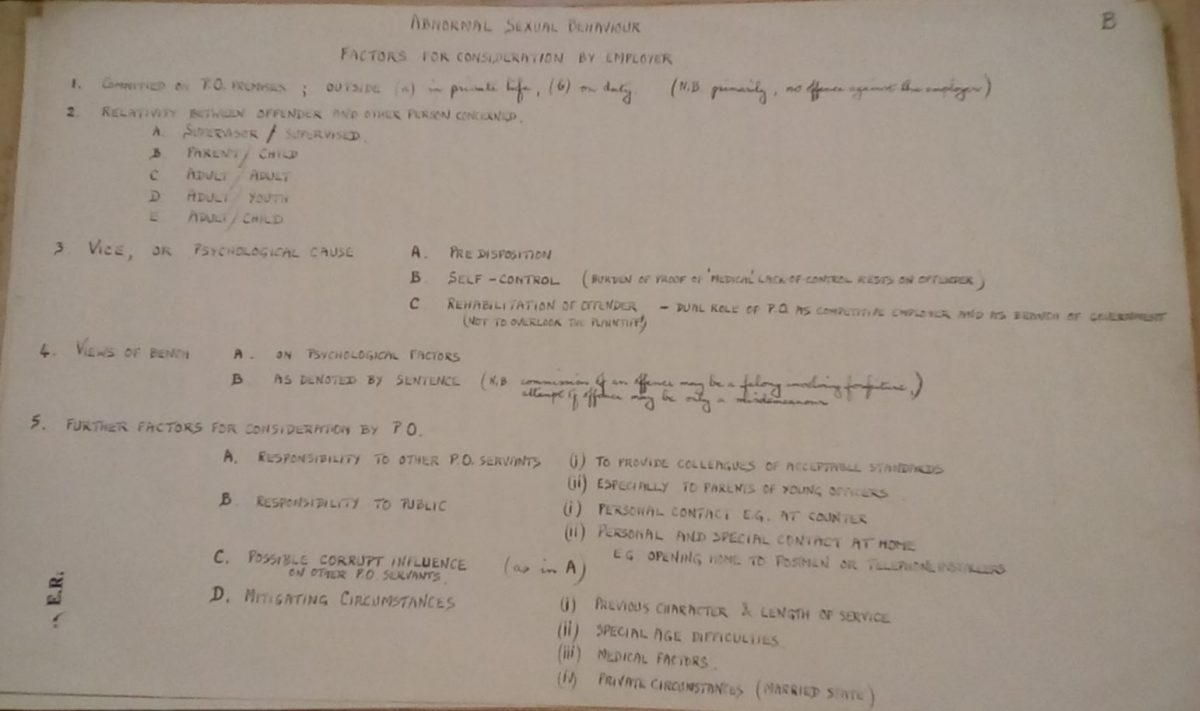 B
ABNORMAL SEXUAL BEHAVIOUR
FACTORS FOR CONSIDERATION BY EMPLOYER
1. COMMITTED ON P.O. PREMISES ; OUTSIDE (a) in private life, (b) on duty. (N.B. primarily, no offence against the employer)
2. RELATIVITY BETWEEN OFFENDER AND OTHER PERSON CONCERNED.
A. SUPERVISOR / SUPERVISED.
B. PARENT / CHILD
C ADULT / ADULT
D. ADULT / YOUTH
E. ADULT / CHILD
3. VICE, OR PSYCHOLOGICAL CAUSE A. PREDISPOSITION
B. SELF-CONTROL (BURDEN OF PROOF OF 'MEDICAL' LACK OF CONTROL RESTS ON OFFENDER)
C REHABILITATION OF OFFENDER - DUAL ROLE OF P.O. AS COMPETITIVE EMPLOYER AND AS BRANCH OF GOVERNMENT
(NOT TO OVERLOOK THE PLAINTIFF!)
4. VIEWS OF BENCH A. ON PSYCHOLOGICAL FACTORS
B. AS DENOTED BY SENTENCE (N.B commission of an offence may be a felony involving forfeiture,
attempt of offence may be only a misdemeanour)
5. FURTHER FACTORS FOR CONSIDERATION BY P.O.
A. RESPONSIBILITY TO OTHER P.O. SERVANTS (i) TO PROVIDE COLLEAGUES OF ACCEPTABLE STANDARDS
(ii) ESPECIALLY TO PARENTS OF YOUNG OFFICERS
B. RESPONSIBILITY TO PUBLIC (i) PERSONAL CONTACT E.G. AT COUNTER
(ii) PERSONAL AND SPECIAL CONTACT AT HOME
E.G. OPENING HOME TO POSTMEN OR TELEPHONE INSTALLERS
C. POSSIBLE CORRUPT INFLUENCE (as in A)
ON OTHER P.O. SERVANTS.
D. MITIGATING CIRCUMSTANCES (i) PREVIOUS CHARACTER & LENGTH OF SERVICE
(ii) SPECIAL AGE DIFFICULTIES
(iii) MEDICAL FACTORS.
(iv) PRIVATE CIRCUMSTANCES (MARRIED STATE)
E.R.